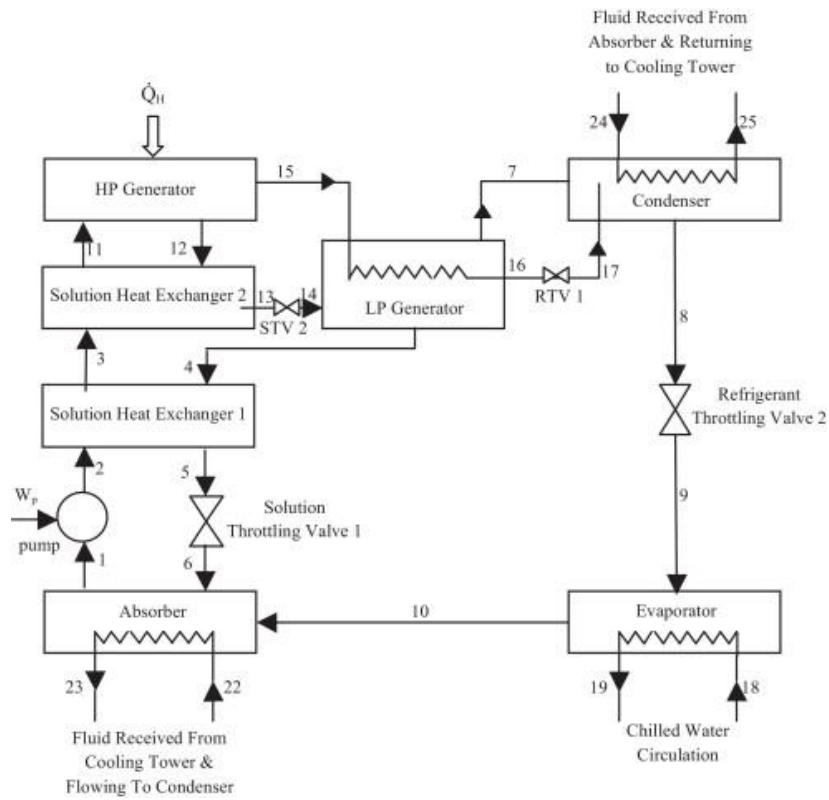 Fluid Received From
Absorber & Returning
to Cooling Tower
Q̇H
24
25
15
7
HP Generator
Condenser
11
12
16
17
Solution Heat Exchanger 2
13
14
STV 2
LP Generator
RTV 1
8
3
4
Solution Heat Exchanger 1
Refrigerant
Throttling Valve 2
2
5
Wp
Solution
Throttling Valve 1
9
pump
1
6
Absorber
10
Evaporator
23
22
19
18
Fluid Received From
Cooling Tower &
Flowing To Condenser
Chilled Water
Circulation